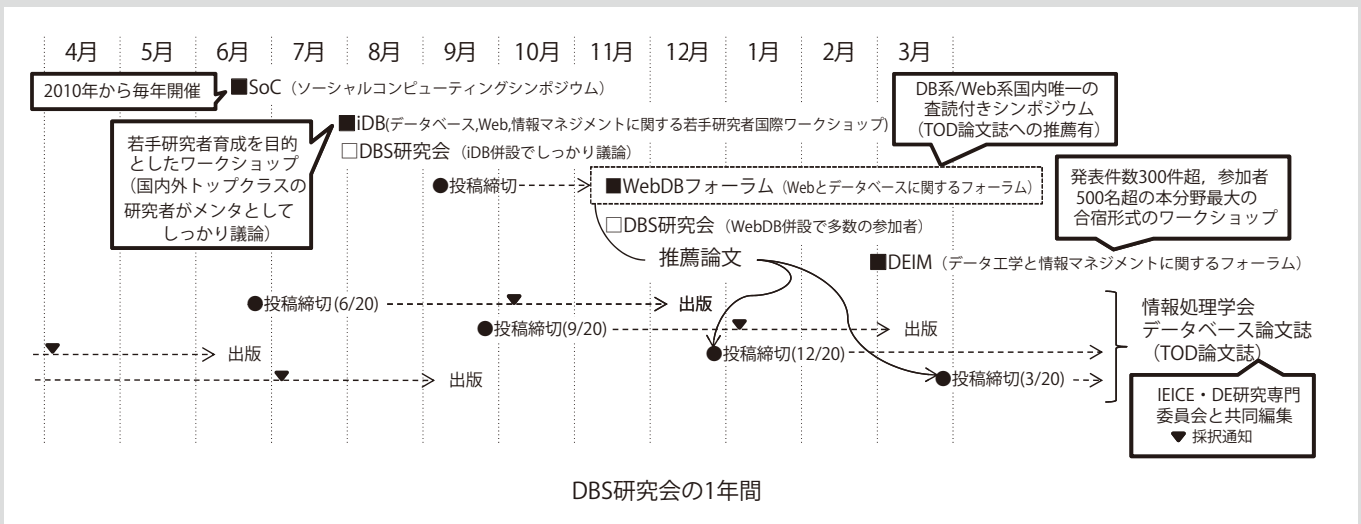 4月 5月 6月 7月 8月 9月 10月 11月 12月 1月 2月 3月
2010年から毎年開催
■SoC（ソーシャルコンピューティングシンポジウム）
DB系/Web系国内唯一の
査読付きシンポジウム
（TOD論文誌への推薦有）
若手研究者育成を目的
としたワークショップ
（国内外トップクラスの
研究者がメンタとして
しっかり議論）
■iDB(データベース,Web,情報マネジメントに関する若手研究者国際ワークショップ)
□DBS研究会（iDB併設でしっかり議論）
●投稿締切
■WebDBフォーラム（Webとデータベースに関するフォーラム）
発表件数300件超，参加者
500名超の本分野最大の
合宿形式のワークショップ
□DBS研究会（WebDB併設で多数の参加者）
推薦論文
■DEIM（データ工学と情報マネジメントに関するフォーラム）
●投稿締切(6/20) ▼ 出版
●投稿締切(9/20) ▼ 出版
▼ 出版
●投稿締切(12/20)
▼ 出版
●投稿締切(3/20)
情報処理学会
データベース論文誌
（TOD論文誌）
IEICE・DE研究専門
委員会と共同編集
▼ 採択通知
DBS研究会の1年間